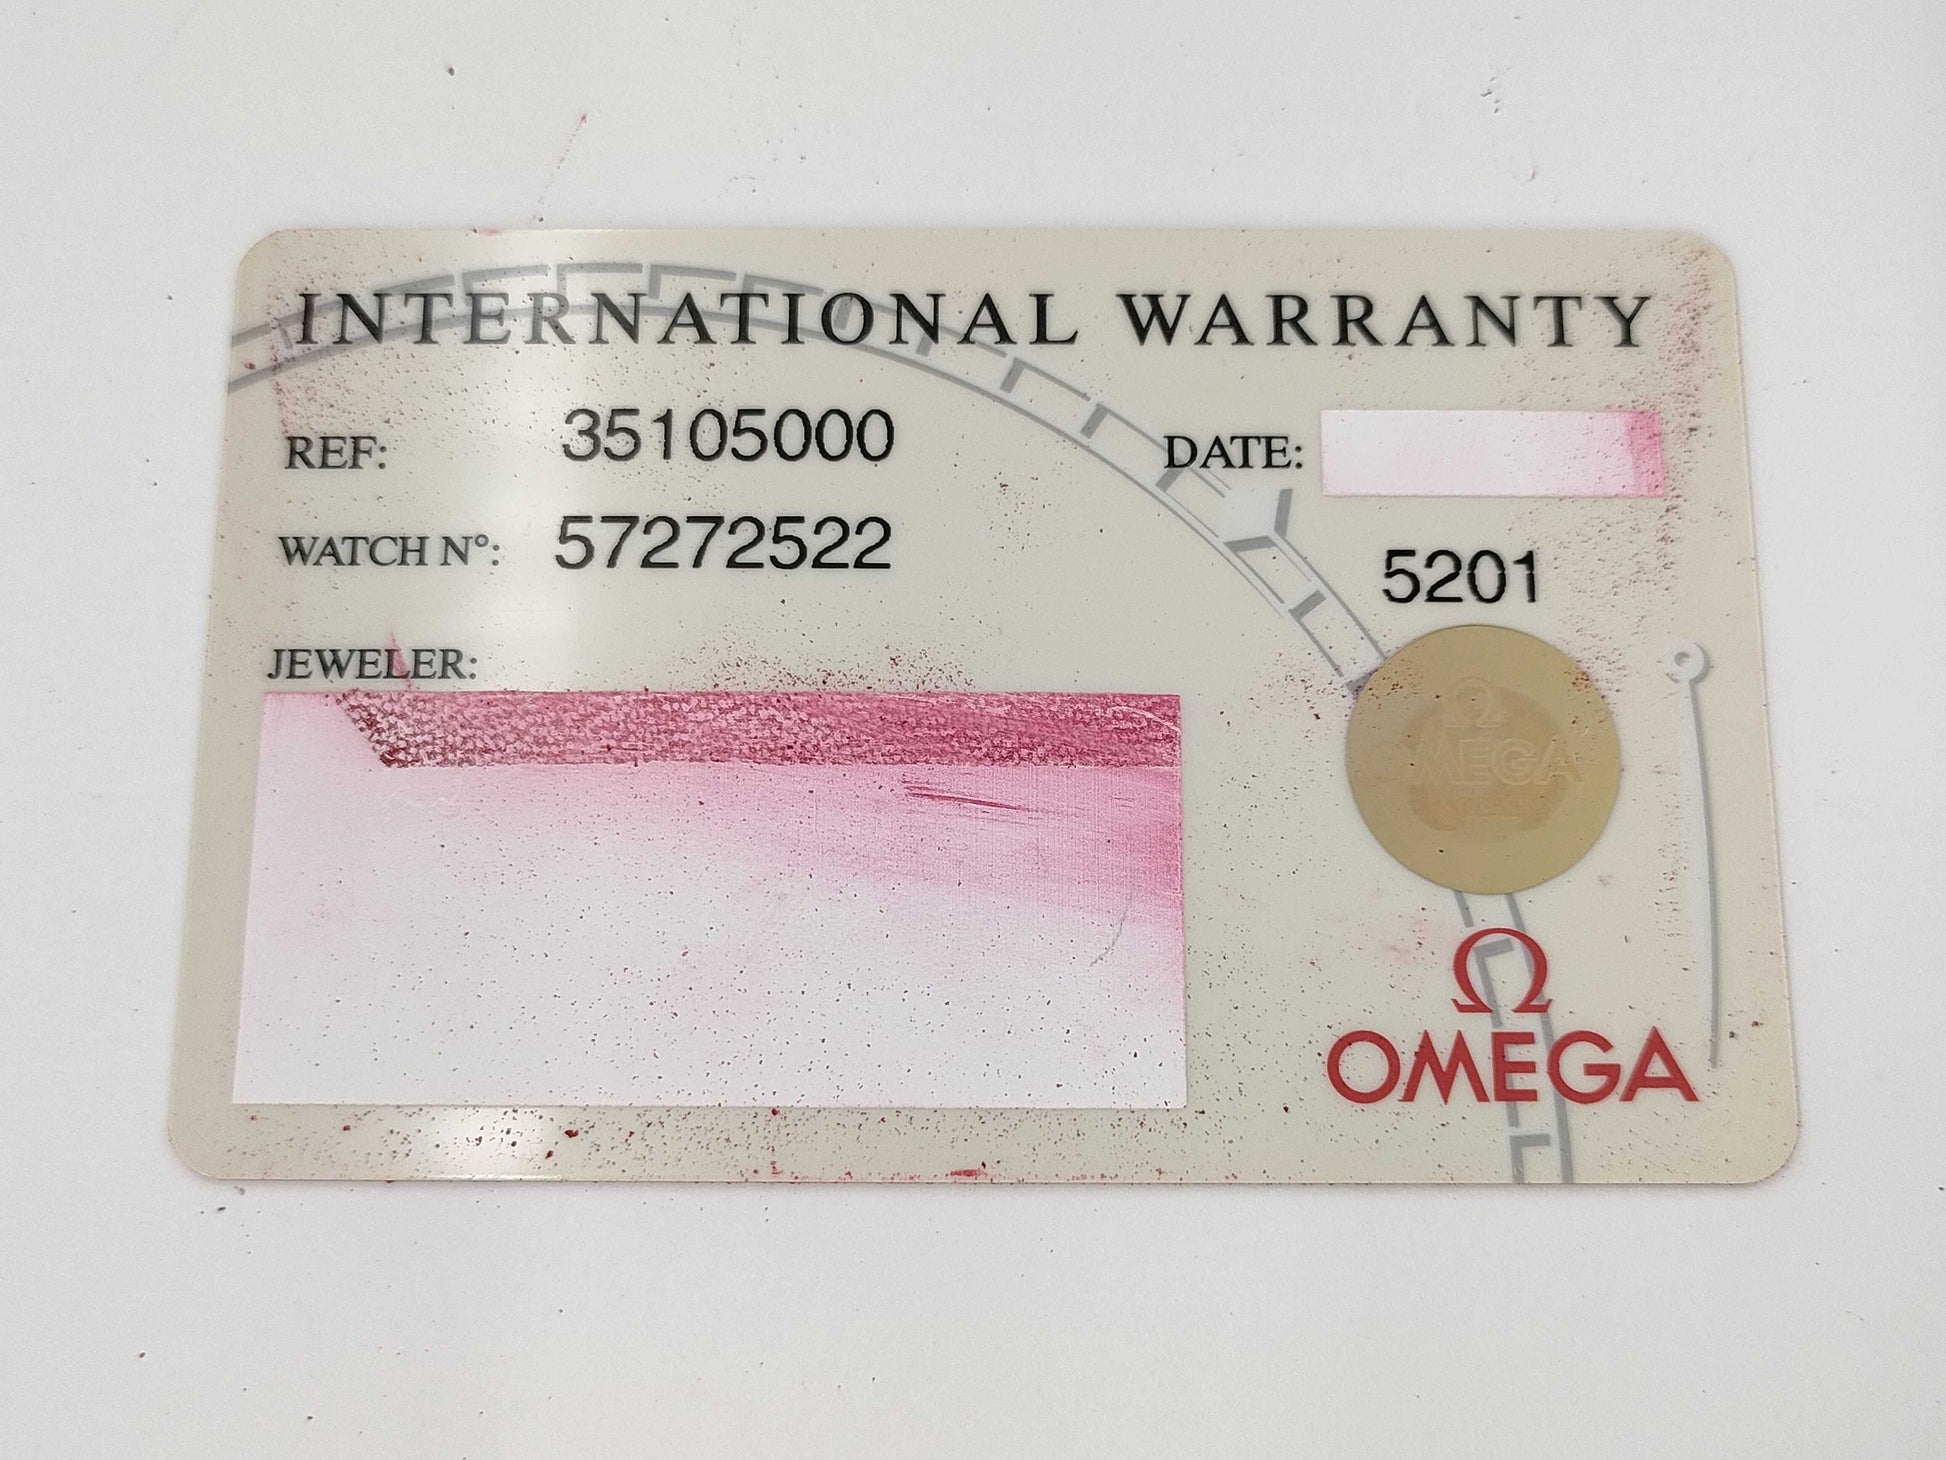 INTERNATIONAL WARRANTY
REF: 35105000
DATE:
WATCH N°: 57272522
5201
JEWELER:
Ω
OMEGA
Ω
OMEGA